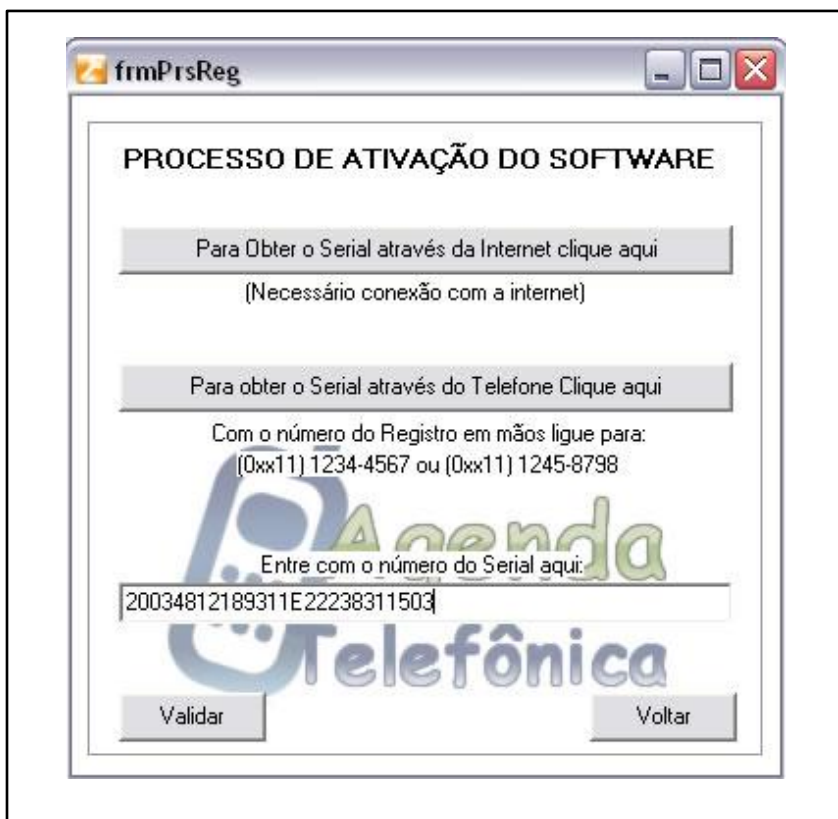 frmPrsReg
PROCESSO DE ATIVAÇÃO DO SOFTWARE
Para Obter o Serial através da Internet clique aqui
(Necessário conexão com a internet)
Para obter o Serial através do Telefone Clique aqui
Com o número do Registro em mãos ligue para:
(0xx11) 1234-4567 ou (0xx11) 1245-8798
Agenda
Entre com o número do Serial aqui:
20034812189311E22238311503
Telefônica
Validar
Voltar